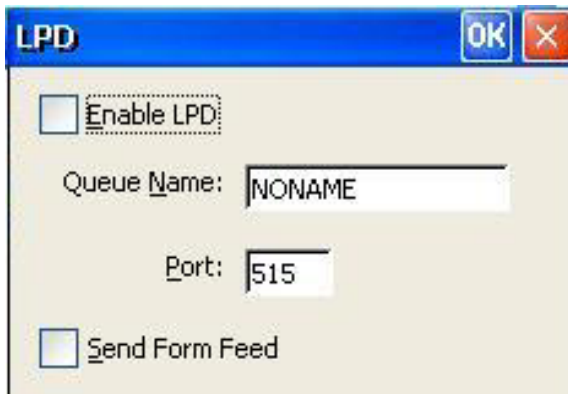 LPD OK
Enable LPD
Queue Name: NONAME
Port: 515
Send Form Feed